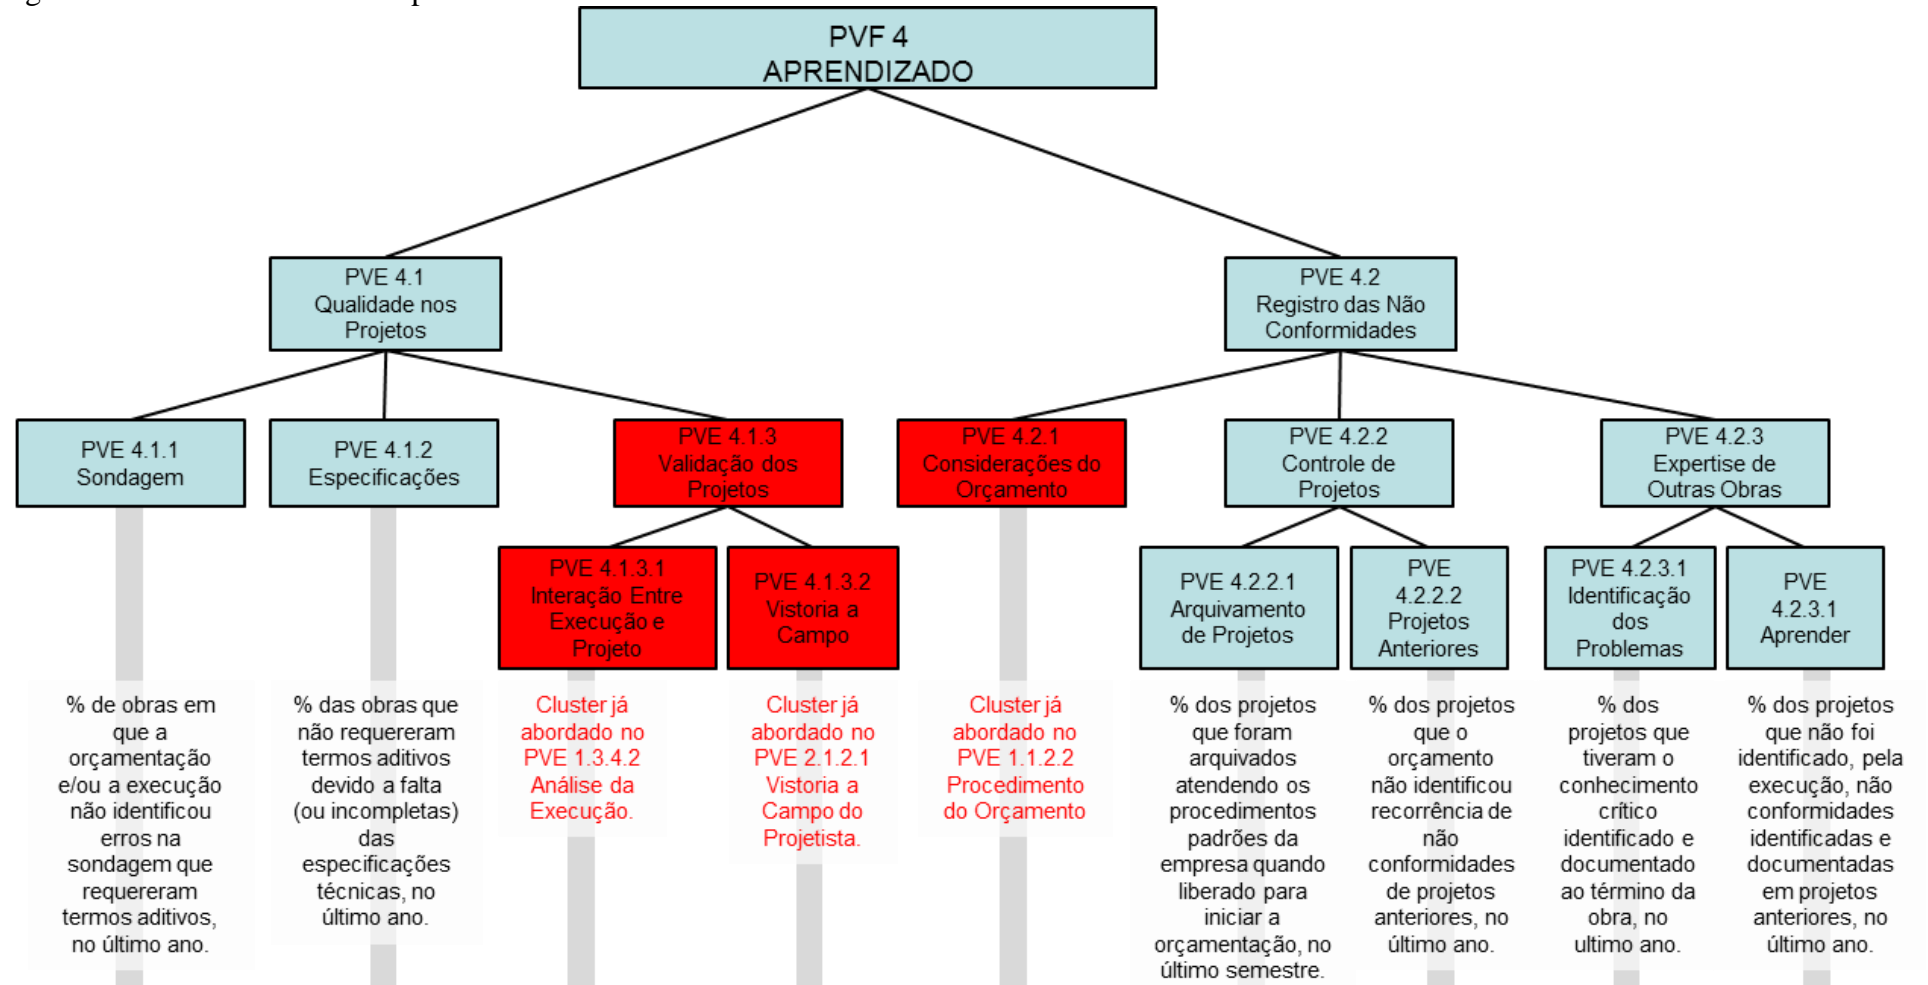 PVF 4
APRENDIZADO
PVE 4.1
Qualidade nos
Projetos
PVE 4.2
Registro das Não
Conformidades
PVE 4.1.1
Sondagem
PVE 4.1.2
Especificações
PVE 4.1.3
Validação dos
Projetos
PVE 4.2.1
Considerações do
Orçamento
PVE 4.2.2
Controle de
Projetos
PVE 4.2.3
Expertise de
Outras Obras
PVE 4.1.3.1
Interação Entre
Execução e
Projeto
PVE 4.1.3.2
Vistoria a
Campo
PVE 4.2.2.1
Arquivamento
de Projetos
PVE
4.2.2.2
Projetos
Anteriores
PVE 4.2.3.1
Identificação
dos
Problemas
PVE
4.2.3.1
Aprender
% de obras em
que a
orçamentação
e/ou a execução
não identificou
erros na
sondagem que
requereram
termos aditivos,
no último ano.
% das obras que
não requereram
termos aditivos
devido a falta
(ou incompletas)
das
especificações
técnicas, no
último ano.
Cluster já
abordado no
PVE 1.3.4.2
Análise da
Execução.
Cluster já
abordado no
PVE 2.1.2.1
Vistoria a
Campo do
Projetista.
Cluster já
abordado no
PVE 1.1.2.2
Procedimento
do Orçamento
% dos projetos
que foram
arquivados
atendendo os
procedimentos
padrões da
empresa quando
liberado para
iniciar a
orçamentação, no
último semestre.
% dos projetos
que o
orçamento
não identificou
recorrência de
não
conformidades
de projetos
anteriores, no
último ano.
% dos
projetos que
tiveram o
conhecimento
crítico
identificado e
documentado
ao término da
obra, no
ultimo ano.
% dos projetos
que não foi
identificado, pela
execução, não
conformidades
identificadas e
documentadas
em projetos
anteriores, no
último ano.